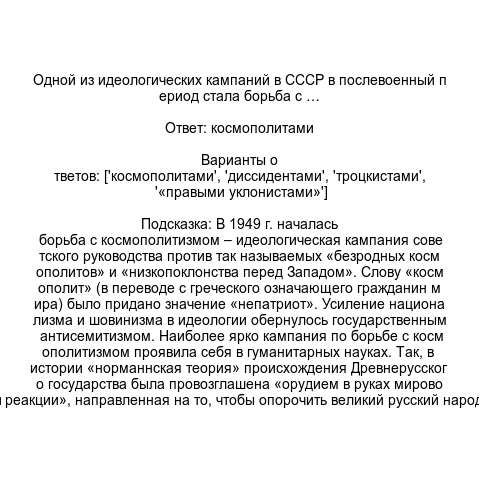 Одной из идеологических кампаний в СССР в послевоенный п
ериод стала борьба с …
Ответ: космополитами
Варианты о
тветов: ['космополитами', 'диссидентами', 'троцкистами',
'«правыми уклонистами»']
Подсказка: В 1949 г. началась
борьба с космополитизмом – идеологическая кампания сове
тского руководства против так называемых «безродных косм
ополитов» и «низкопоклонства перед Западом». Слову «косм
ополит» (в переводе с греческого означающего гражданин м
ира) было придано значение «непатриот». Усиление национа
лизма и шовинизма в идеологии обернулось государственным
антисемитизмом. Наиболее ярко кампания по борьбе с косм
ополитизмом проявила себя в гуманитарных науках. Так, в
истории «норманнская теория» происхождения Древнерусског
о государства была провозглашена «орудием в руках мирово
й реакции», направленная на то, чтобы опорочить великий русский народ